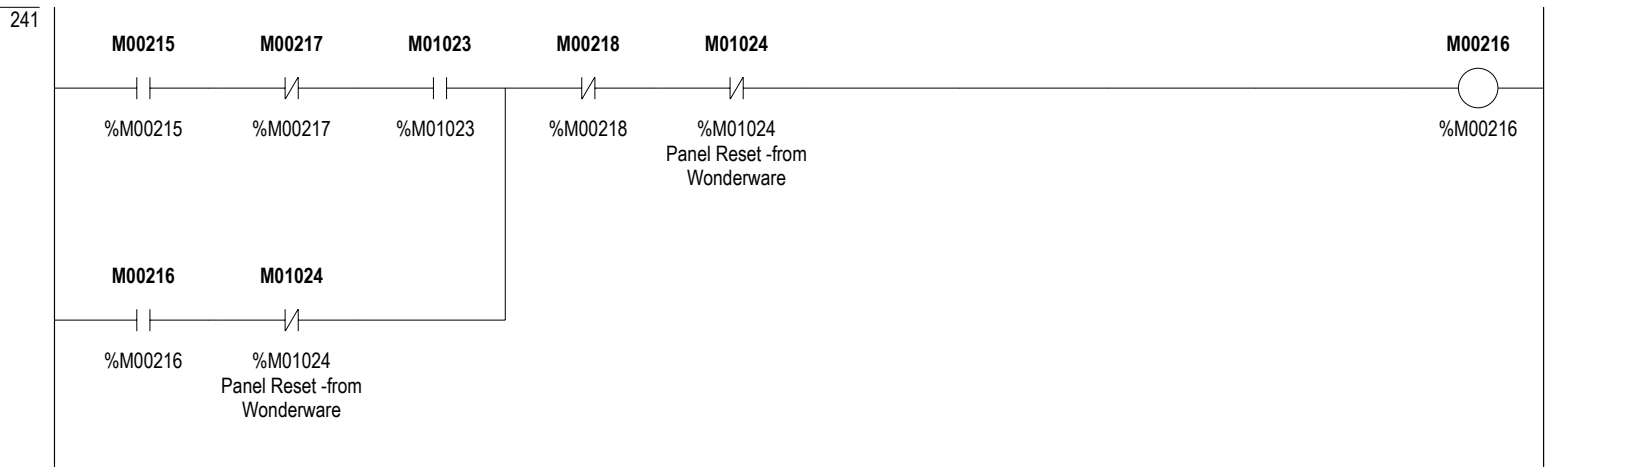 241
M00215 M00217 M01023 M00218 M01024 M00216
%M00215 %M00217 %M01023 %M00218 %M01024 %M00216
Panel Reset -from
Wonderware
M00216 M01024
%M00216 %M01024
Panel Reset -from
Wonderware